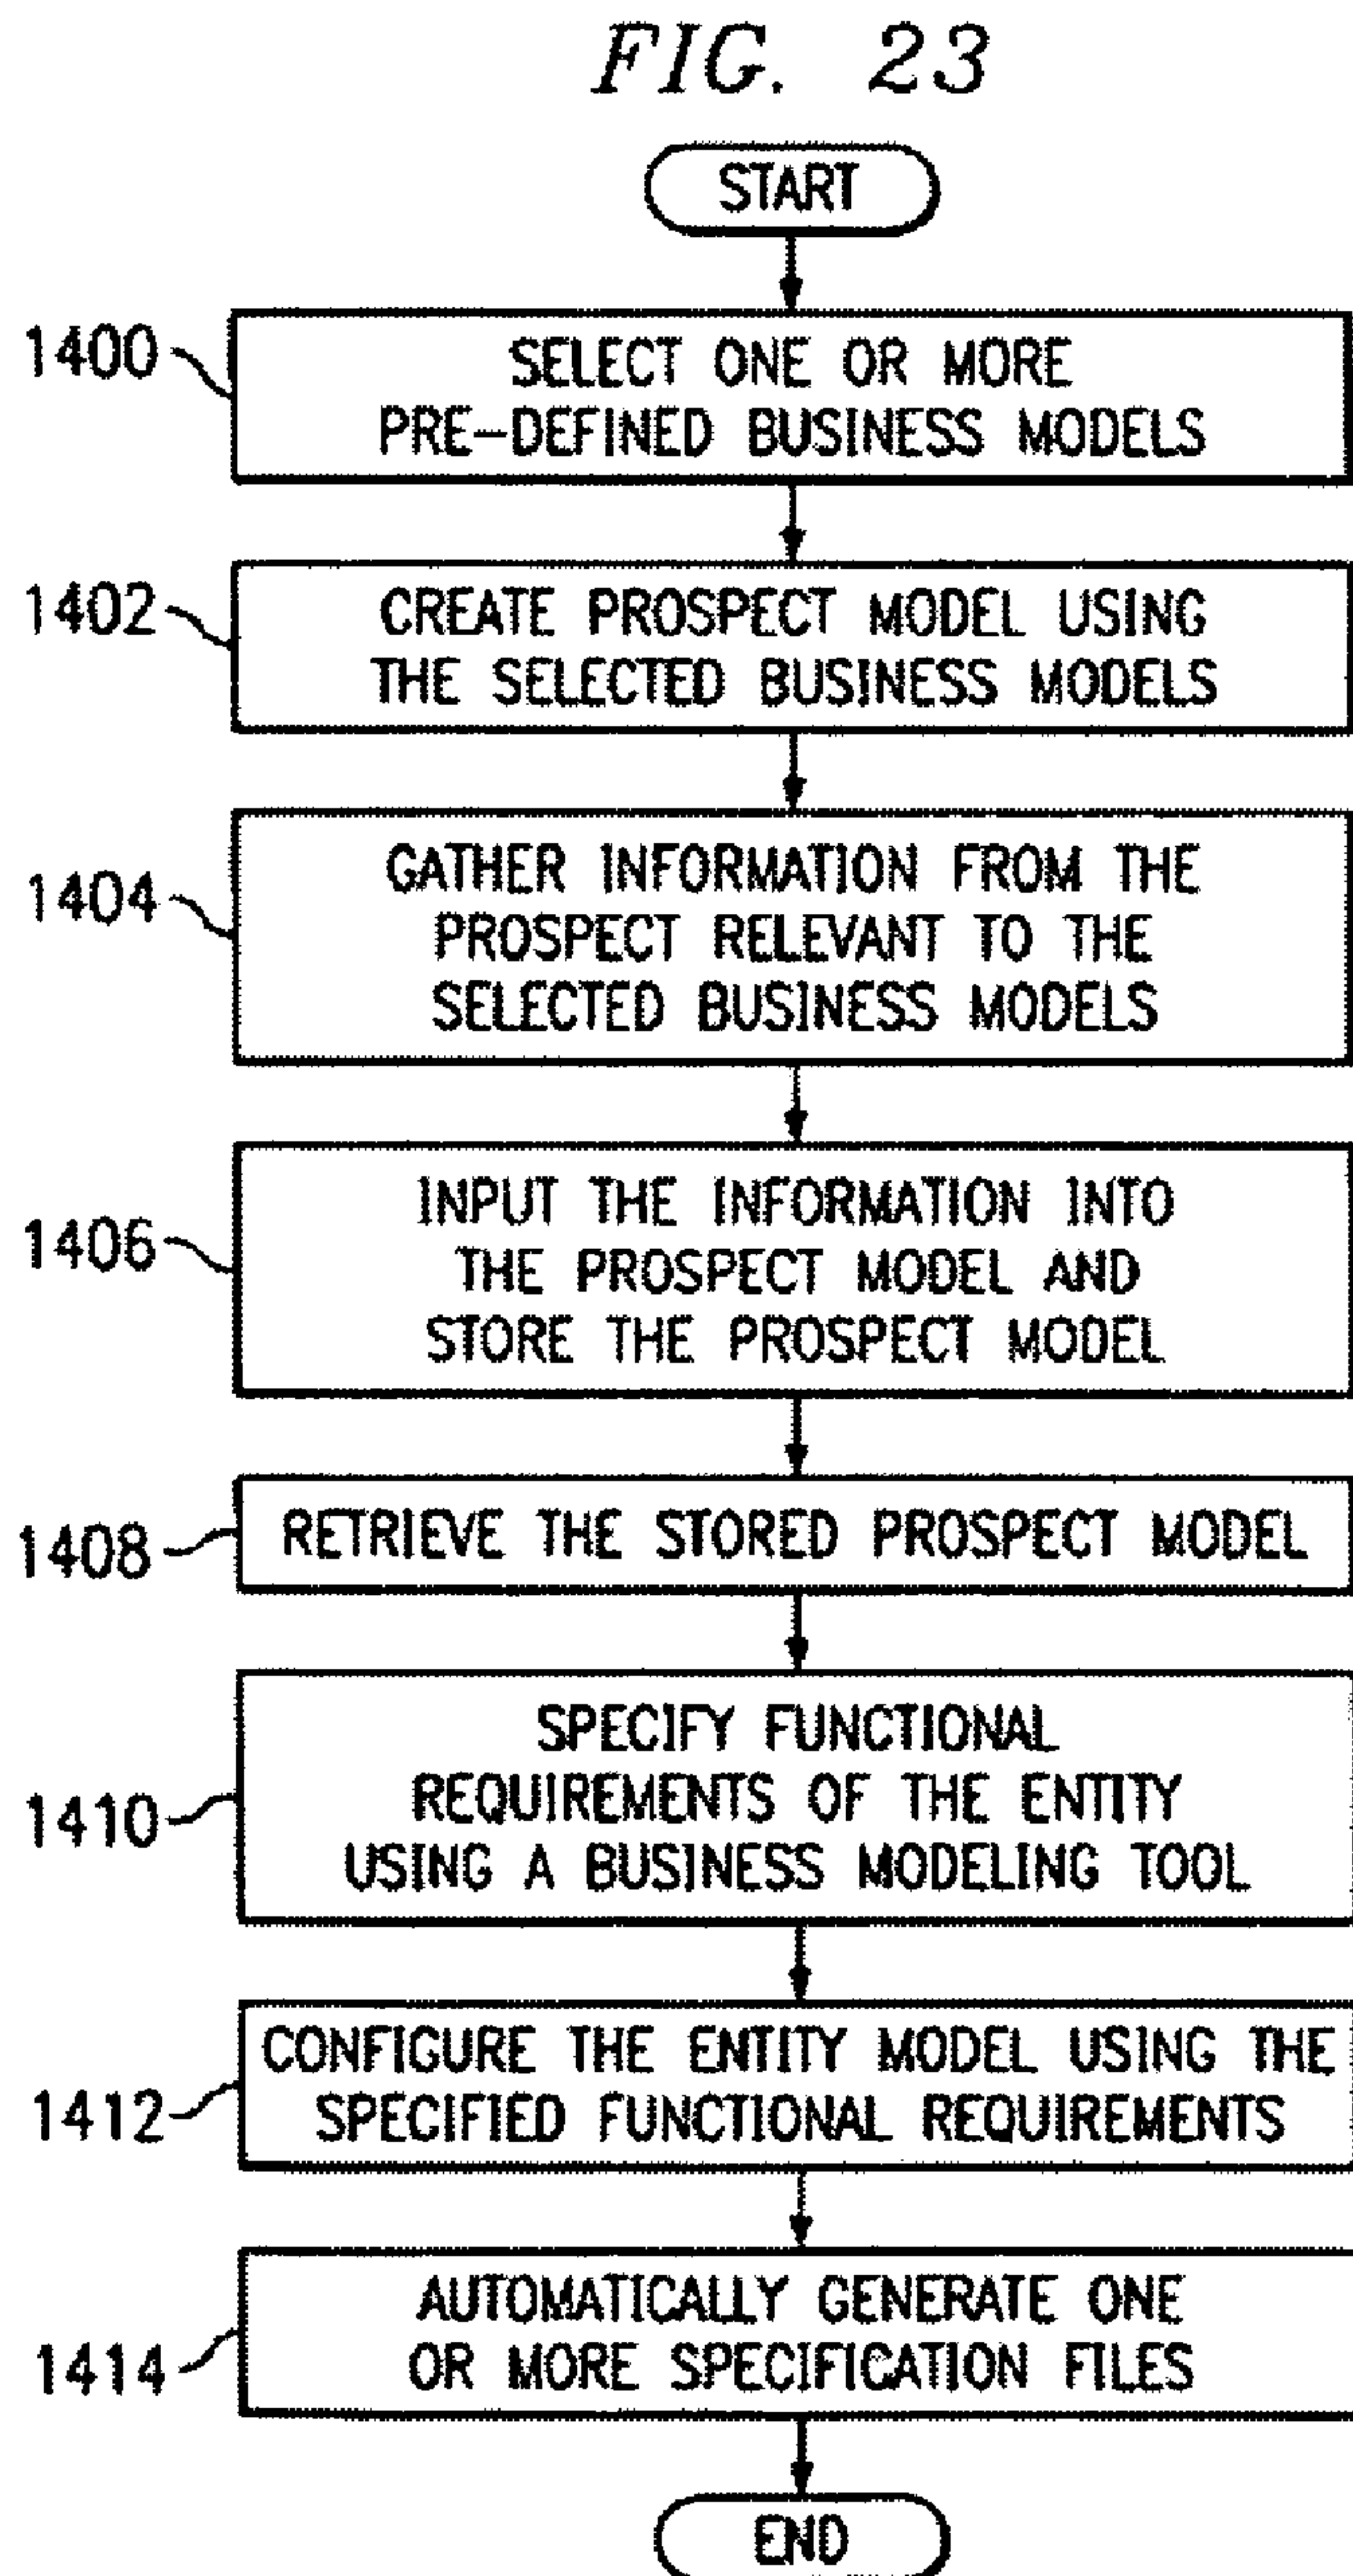 FIG. 23
START
1400
SELECT ONE OR MORE
PRE-DEFINED BUSINESS MODELS
1402
CREATE PROSPECT MODEL USING
THE SELECTED BUSINESS MODELS
1404
GATHER INFORMATION FROM THE
PROSPECT RELEVANT TO THE
SELECTED BUSINESS MODELS
1406
INPUT THE INFORMATION INTO
THE PROSPECT MODEL AND
STORE THE PROSPECT MODEL
1408
RETRIEVE THE STORED PROSPECT MODEL
1410
SPECIFY FUNCTIONAL
REQUIREMENTS OF THE ENTITY
USING A BUSINESS MODELING TOOL
1412
CONFIGURE THE ENTITY MODEL USING THE
SPECIFIED FUNCTIONAL REQUIREMENTS
1414
AUTOMATICALLY GENERATE ONE
OR MORE SPECIFICATION FILES
END